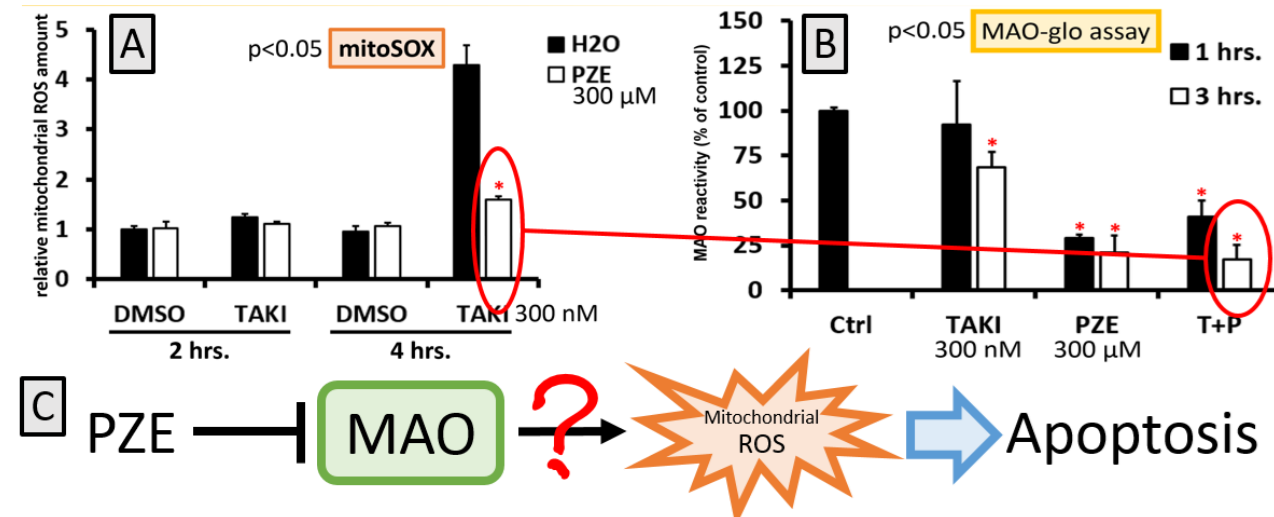 A
p<0.05 mitoSOX
H2O
PZE
300 µM
relative mitochondrial ROS amount
5
4
3
2
1
0
*
DMSO TAKI DMSO TAKI 300 nM
2 hrs. 4 hrs.
B
p<0.05 MAO-glo assay
1 hrs.
3 hrs.
MAO reactivity (% of control)
150
125
100
75
50
25
0
* * * * *
Ctrl TAKI PZE T+P
300 nM 300 µM
C
PZE MAO ? Mitochondrial ROS Apoptosis